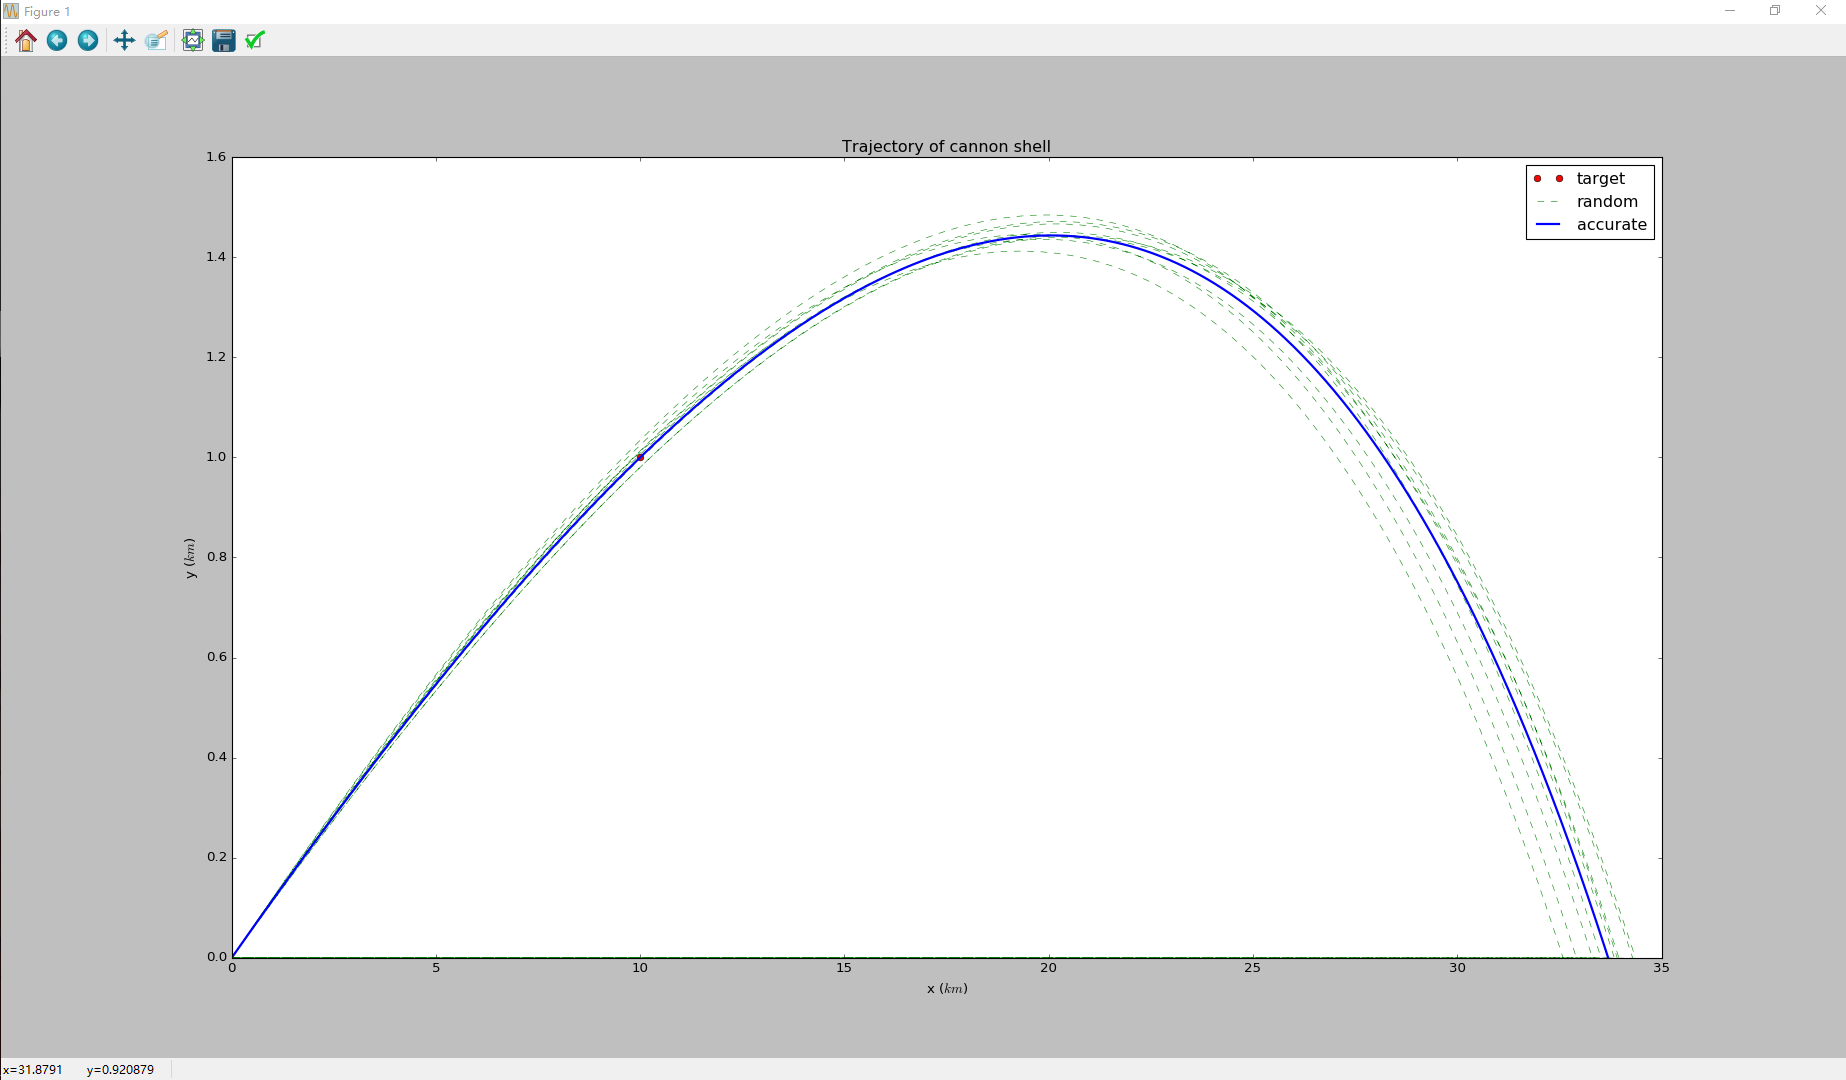 Figure 1
Trajectory of cannon shell
1.6
1.4
1.2
1.0
0.8
0.6
0.4
0.2
0.0
y (km)
target
random
accurate
0 5 10 15 20 25 30 35
x (km)
x=31.8791 y=0.920879